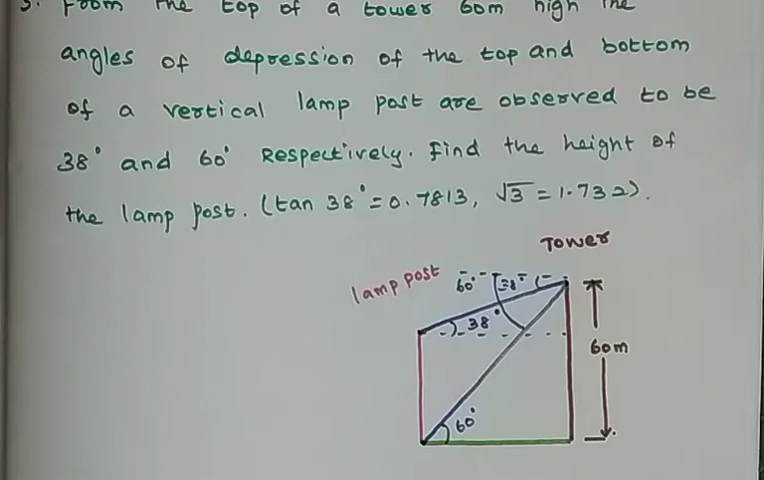 3. From the top of a tower 60m high the
angles of depression of the top and bottom
of a vertical lamp post are observed to be
38° and 60° Respectively. Find the height of
the lamp post. (tan 38° = 0.7813, √3 = 1.732).
Tower
lamp post 60° 38°
38°
60m
60°